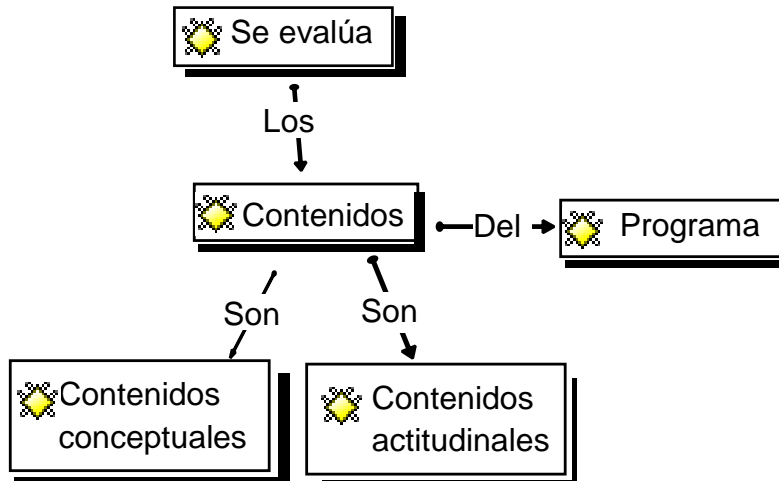 Se evalúa
Los
Contenidos
Del
Programa
Son
Son
Contenidos
conceptuales
Contenidos
actitudinales